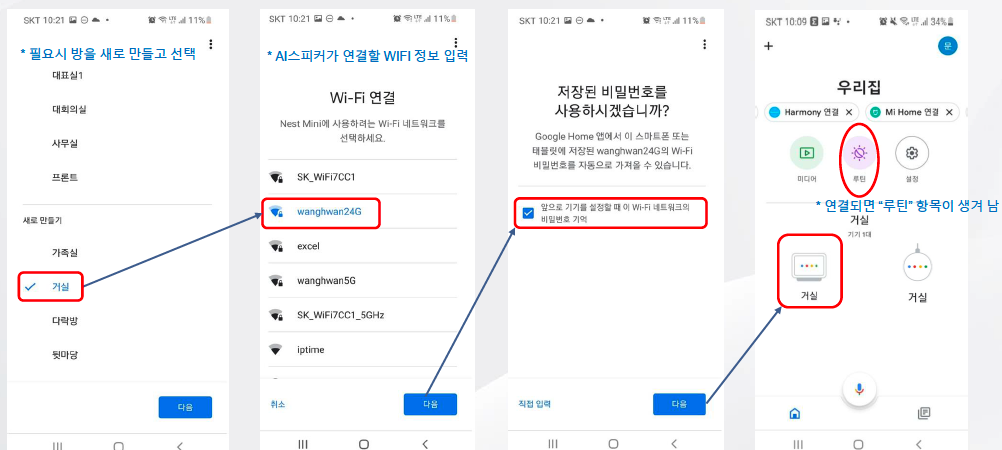 SKT 10:21 11%
* 필요시 방을 새로 만들고 선택
대표실1
대회의실
사무실
프론트
새로 만들기
가족실
거실
다락방
뒷마당
다음
SKT 10:21 11%
* AI스피커가 연결할 WIFI 정보 입력
Wi-Fi 연결
Nest Mini에 사용하려는 Wi-Fi 네트워크를
선택하세요.
SK_WiFi7CC1
wanghwan24G
excel
wanghwan5G
SK_WiFi7CC1_5GHz
iptime
취소
다음
SKT 10:21 11%
저장된 비밀번호를
사용하시겠습니까?
Google Home 앱에서 이 스마트폰 또는
태블릿에 저장된 wanghwan24G의 Wi-Fi
비밀번호를 자동으로 가져올 수 있습니다.
앞으로 기기를 설정할 때 이 Wi-Fi 네트워크의
비밀번호 기억
직접 입력
다음
SKT 10:09 34%
운
우리집
Harmony 연결
Mi Home 연결
미디어
루틴
설정
* 연결되면 “루틴” 항목이 생겨 남
거실
거실
거실